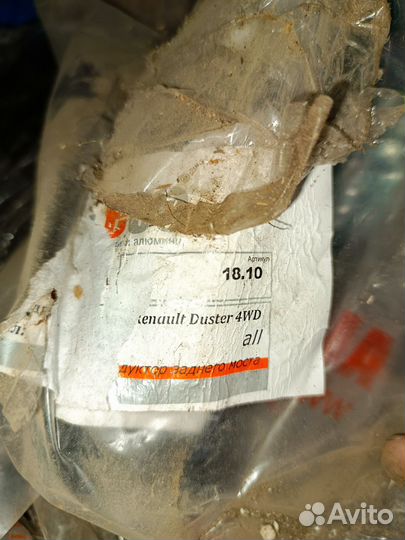 алюмини
Артикул
18.10
Renault Duster 4WD
all
дуктор заднего моста
Avito